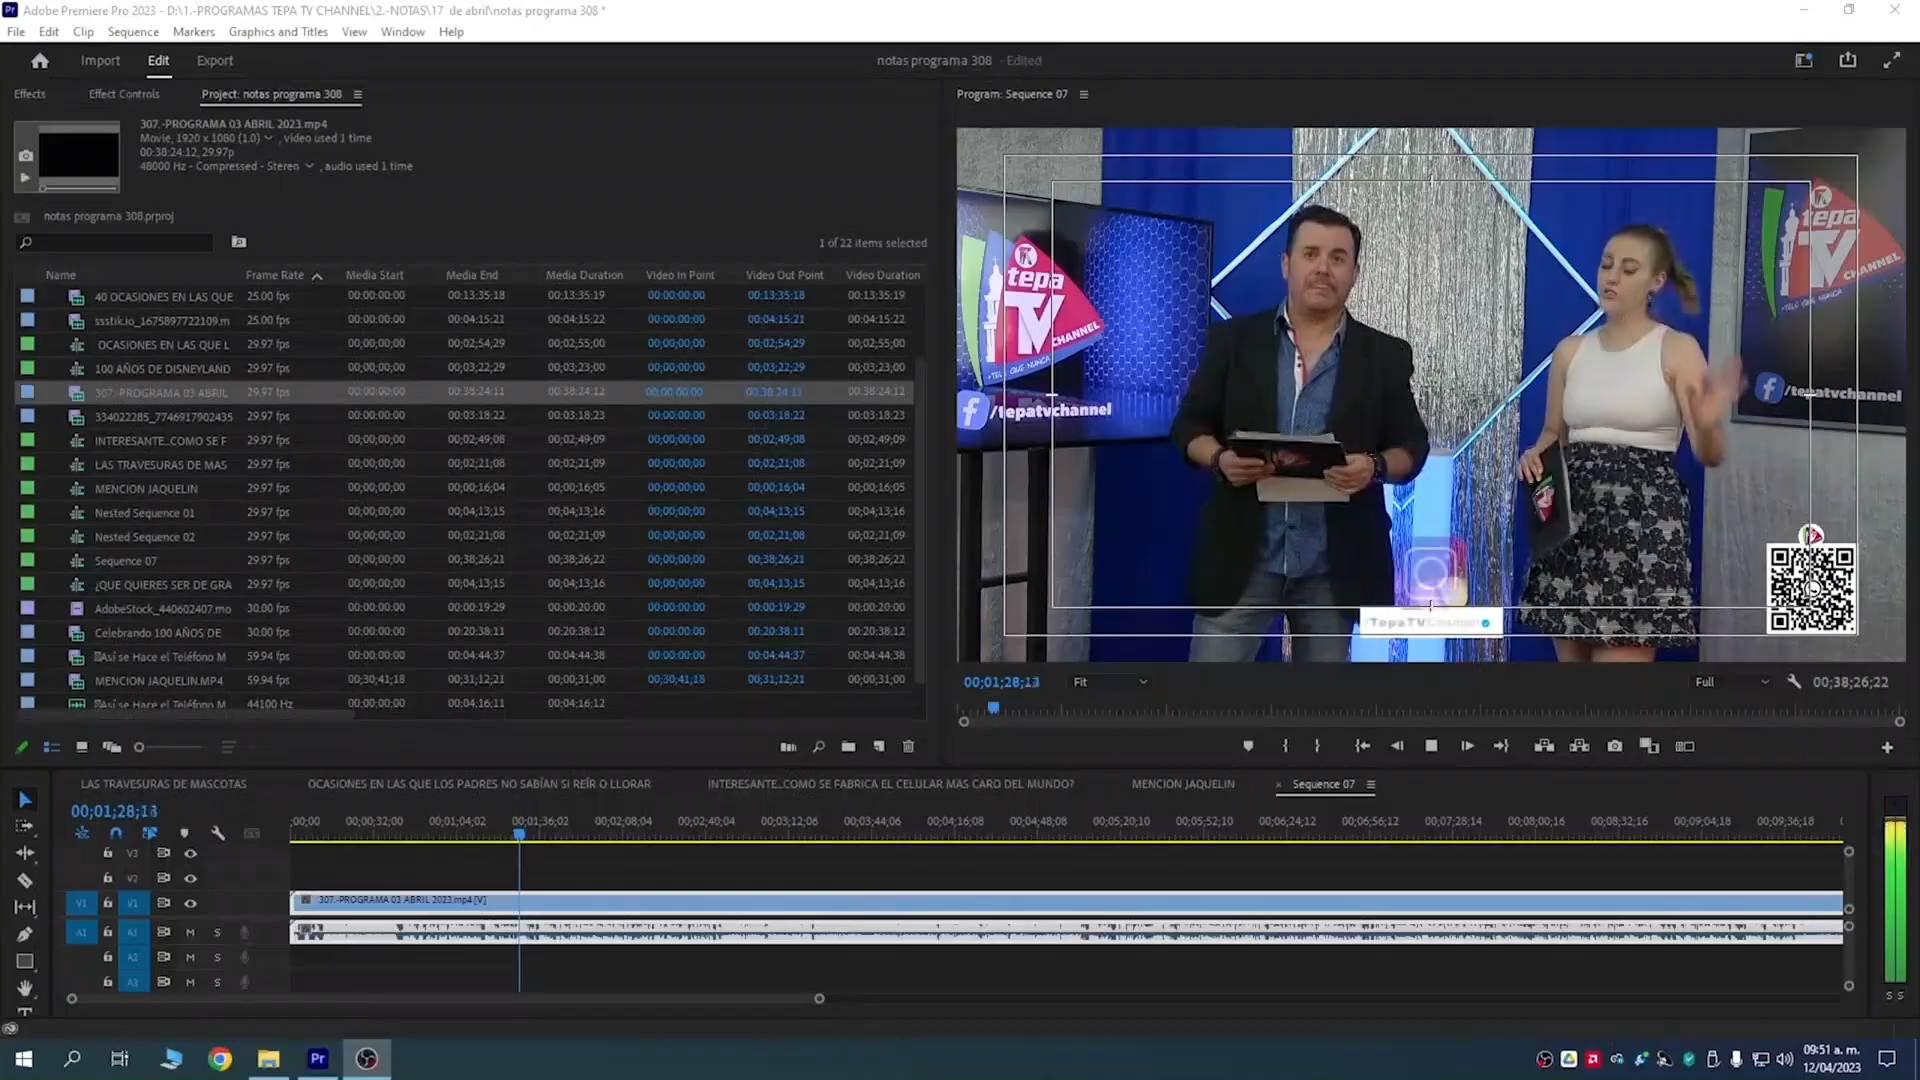 Adobe Premiere Pro 2023 - D:\1.-PROGRAMAS TEPA TV CHANNEL\2.-NOTAS\17 de abril\notas programa 308 *
File Edit Clip Sequence Markers Graphics and Titles View Window Help
Import Edit Export
notas programa 308 - Edited
Effects Effect Controls Project: notas programa 308
Program: Sequence 07
307.-PROGRAMA 03 ABRIL 2023.mp4
Movie, 1920 x 1080 (1.0) , video used 1 time
00:38:24:12, 29.97p
48000 Hz - Compressed - Stereo , audio used 1 time
notas programa 308.prproj
1 of 22 items selected
Name Frame Rate Media Start Media End Media Duration Video In Point Video Out Point Video Duration
40 OCASIONES EN LAS QUE 25.00 fps 00:00:00:00 00:13:35:18 00:13:35:19 00:00:00:00 00:13:35:18 00:13:35:19
ssstik.io_1675897722109.m 25.00 fps 00:00:00:00 00:04:15:21 00:04:15:22 00:00:00:00 00:04:15:21 00:04:15:22
OCASIONES EN LAS QUE L 29.97 fps 00;00;00;00 00;02;54;29 00;02;55;00 00;00;00;00 00;02;54;29 00;02;55;00
100 AÑOS DE DISNEYLAND 29.97 fps 00;00;00;00 00;03;22;29 00;03;23;00 00;00;00;00 00;03;22;29 00;03;23;00
307.-PROGRAMA 03 ABRIL 29.97 fps 00:00:00:00 00:38:24:11 00:38:24:12 00:00:00:00 00:38:24:11 00:38:24:12
334022285_7746917902435 29.97 fps 00:00:00:00 00:03:18:22 00:03:18:23 00:00:00:00 00:03:18:22 00:03:18:23
INTERESANTE..COMO SE F 29.97 fps 00;00;00;00 00;02;49;08 00;02;49;09 00;00;00;00 00;02;49;08 00;02;49;09
LAS TRAVESURAS DE MAS 29.97 fps 00;00;00;00 00;02;21;08 00;02;21;09 00;00;00;00 00;02;21;08 00;02;21;09
MENCION JAQUELIN 29.97 fps 00;00;00;00 00;00;16;04 00;00;16;05 00;00;00;00 00;00;16;04 00;00;16;05
Nested Sequence 01 29.97 fps 00;00;00;00 00;04;13;15 00;04;13;16 00;00;00;00 00;04;13;15 00;04;13;16
Nested Sequence 02 29.97 fps 00;00;00;00 00;02;21;08 00;02;21;09 00;00;00;00 00;02;21;08 00;02;21;09
Sequence 07 29.97 fps 00;00;00;00 00;38;26;21 00;38;26;22 00;00;00;00 00;38;26;21 00;38;26;22
¿QUE QUIERES SER DE GRA 29.97 fps 00;00;00;00 00;04;13;15 00;04;13;16 00;00;00;00 00;04;13;15 00;04;13;16
AdobeStock_440602407.mo 30.00 fps 00:00:00:00 00:00:19:29 00:00:20:00 00:00:00:00 00:00:19:29 00:00:20:00
Celebrando 100 AÑOS DE 30.00 fps 00:00:00:00 00:20:38:11 00:20:38:12 00:00:00:00 00:20:38:11 00:20:38:12
Así se Hace el Teléfono M 59.94 fps 00:00:00:00 00:04:44:37 00:04:44:38 00:00:00:00 00:04:44:37 00:04:44:38
MENCION JAQUELIN.MP4 59.94 fps 00;30;41;18 00;31;12;21 00;00;31;00 00;30;41;18 00;31;12;21 00;00;31;00
Así se Hace el Teléfono M 44100 Hz 00:00:00:00 00:04:16:11 00:04:16:12
tepa TV CHANNEL
+TELE QUE NUNCA
/tepatvchannel
tepa TV CHANNEL
/tepatvchannel
/TepaTVChannel
00;01;28;13 Fit Full 00;38;26;22
LAS TRAVESURAS DE MASCOTAS OCASIONES EN LAS QUE LOS PADRES NO SABÍAN SI REÍR O LLORAR INTERESANTE..COMO SE FABRICA EL CELULAR MAS CARO DEL MUNDO? MENCION JAQUELIN × Sequence 07
00;01;28;13
;00;00 00;00;32;00 00;01;04;02 00;01;36;02 00;02;08;04 00;02;40;04 00;03;12;06 00;03;44;06 00;04;16;08 00;04;48;08 00;05;20;10 00;05;52;10 00;06;24;12 00;06;56;12 00;07;28;14 00;08;00;16 00;08;32;16 00;09;04;18 00;09;36;18
V3
V2
V1 V1 307.-PROGRAMA 03 ABRIL 2023.mp4 [V]
A1 A1 M S
A2 M S
A3 M S
S S
Pr
09:51 a. m.
12/04/2023